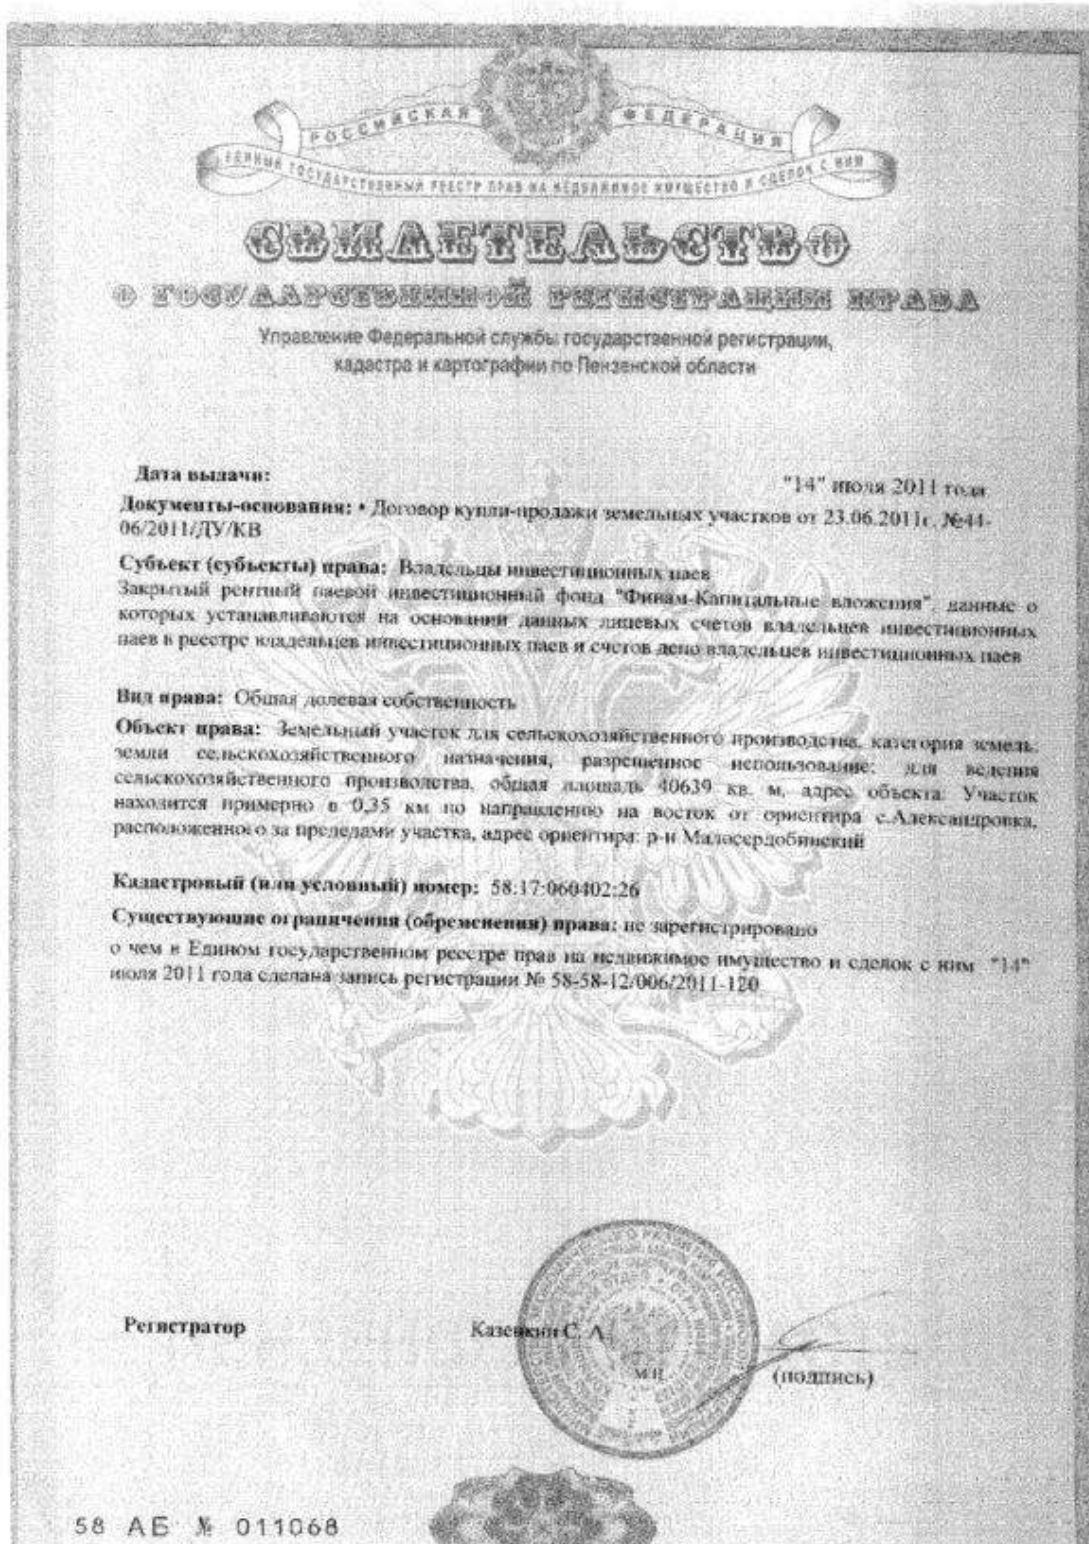 РОССИЙСКАЯ ФЕДЕРАЦИЯ
ЕДИНЫЙ ГОСУДАРСТВЕННЫЙ РЕЕСТР ПРАВ НА НЕДВИЖИМОЕ ИМУЩЕСТВО И СДЕЛОК С НИМ
СВИДЕТЕЛЬСТВО
О ГОСУДАРСТВЕННОЙ РЕГИСТРАЦИИ ПРАВА
Управление Федеральной службы государственной регистрации,
кадастра и картографии по Пензенской области
Дата выдачи: "14" июля 2011 года
Документы-основания: • Договор купли-продажи земельных участков от 23.06.2011г. №44-
06/2011/ДУ/КВ
Субъект (субъекты) права: Владельцы инвестиционных паев
Закрытый рентный паевой инвестиционный фонд "Финам-Капитальные вложения", данные о
которых устанавливаются на основании данных лицевых счетов владельцев инвестиционных
паев в реестре владельцев инвестиционных паев и счетов депо владельцев инвестиционных паев
Вид права: Общая долевая собственность
Объект права: Земельный участок для сельскохозяйственного производства, категория земель:
земли сельскохозяйственного назначения, разрешенное использование: для ведения
сельскохозяйственного производства, общая площадь 40639 кв. м, адрес объекта: Участок
находится примерно в 0,35 км по направлению на восток от ориентира с.Александровка,
расположенного за пределами участка, адрес ориентира: р-н Малосердобинский
Кадастровый (или условный) номер: 58:17:060402:26
Существующие ограничения (обременения) права: не зарегистрировано
о чем в Едином государственном реестре прав на недвижимое имущество и сделок с ним "14"
июля 2011 года сделана запись регистрации № 58-58-12/006/2011-120
Регистратор Казенкин С. А.
М.П.
(подпись)
58 АБ № 011068